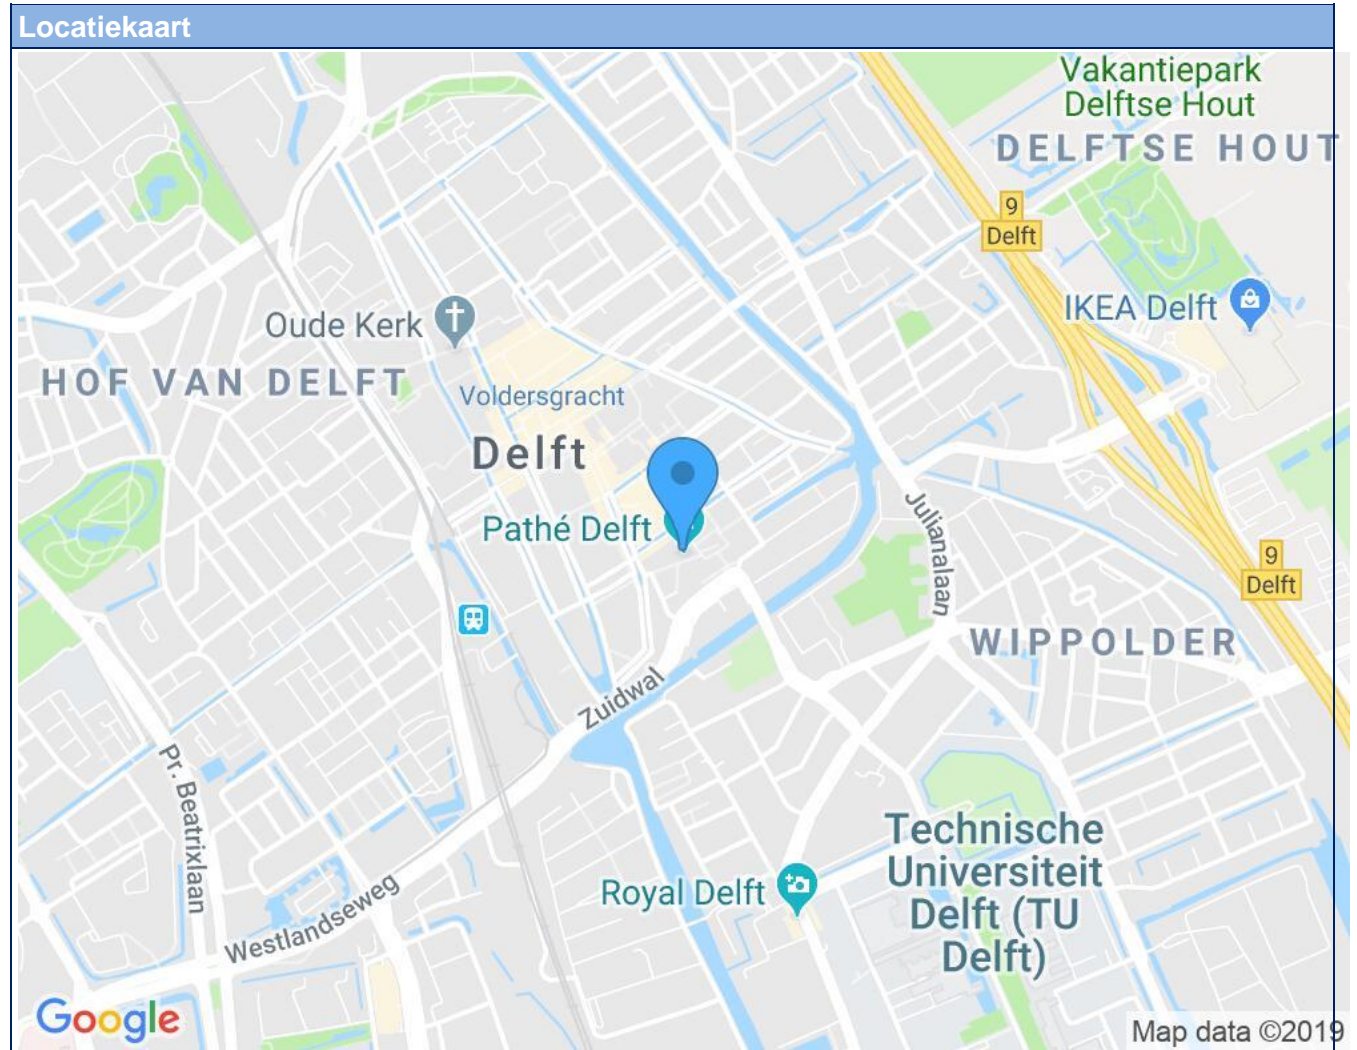 Locatiekaart
Vakantiepark
Delftse Hout
DELFTSE HOUT
9
Delft
IKEA Delft
Oude Kerk
HOF VAN DELFT
Voldersgracht
Delft
Pathé Delft
Julianalaan
9
Delft
WIPPOLDER
Zuidwal
Pr. Beatrixlaan
Technische
Universiteit
Delft (TU
Delft)
Royal Delft
Westlandseweg
Google
Map data ©2019